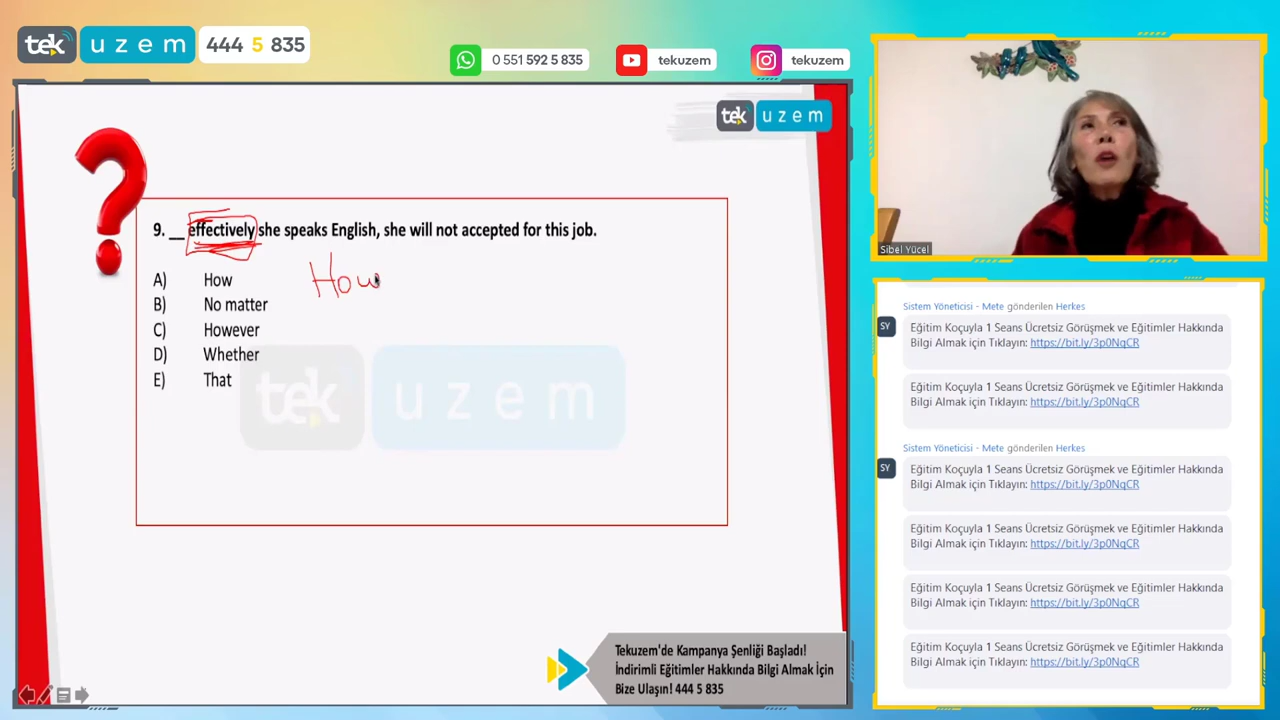 tek uzem 444 5 835
0 551 592 5 835
tekuzem
tekuzem
tek uzem
9. __ effectively she speaks English, she will not accepted for this job.
A) How
How
B) No matter
C) However
D) Whether
E) That
tek uzem
Tekuzem'de Kampanya Şenliği Başladı!
İndirimli Eğitimler Hakkında Bilgi Almak İçin
Bize Ulaşın! 444 5 835
Sibel Yücel
Sistem Yöneticisi - Mete gönderilen Herkes
SY
Eğitim Koçuyla 1 Seans Ücretsiz Görüşmek ve Eğitimler Hakkında
Bilgi Almak için Tıklayın: https://bit.ly/3p0NqCR
Eğitim Koçuyla 1 Seans Ücretsiz Görüşmek ve Eğitimler Hakkında
Bilgi Almak için Tıklayın: https://bit.ly/3p0NqCR
Sistem Yöneticisi - Mete gönderilen Herkes
SY
Eğitim Koçuyla 1 Seans Ücretsiz Görüşmek ve Eğitimler Hakkında
Bilgi Almak için Tıklayın: https://bit.ly/3p0NqCR
Eğitim Koçuyla 1 Seans Ücretsiz Görüşmek ve Eğitimler Hakkında
Bilgi Almak için Tıklayın: https://bit.ly/3p0NqCR
Eğitim Koçuyla 1 Seans Ücretsiz Görüşmek ve Eğitimler Hakkında
Bilgi Almak için Tıklayın: https://bit.ly/3p0NqCR
Eğitim Koçuyla 1 Seans Ücretsiz Görüşmek ve Eğitimler Hakkında
Bilgi Almak için Tıklayın: https://bit.ly/3p0NqCR